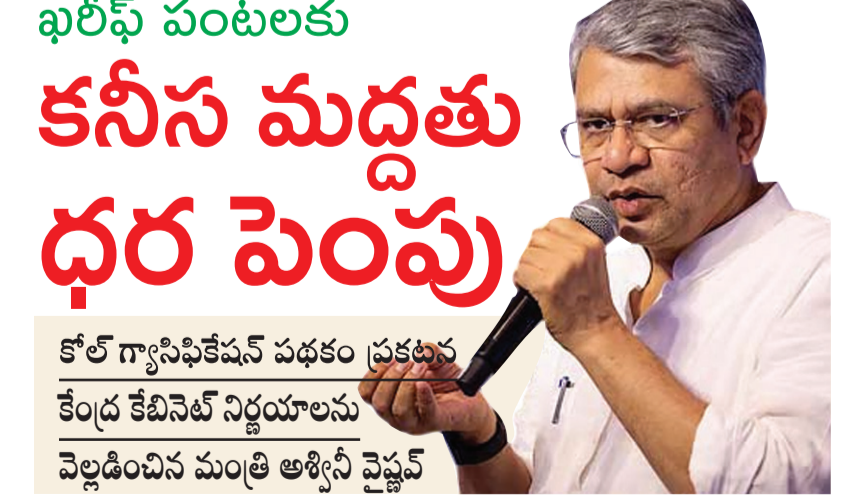 ఖరీఫ్ పంటలకు
కనీస మద్దతు
ధర పెంపు
కోల్ గ్యాసిఫికేషన్ పథకం ప్రకటన
కేంద్ర కేబినెట్ నిర్ణయాలను
వెల్లడించిన మంత్రి అశ్వినీ వైష్ణవ్